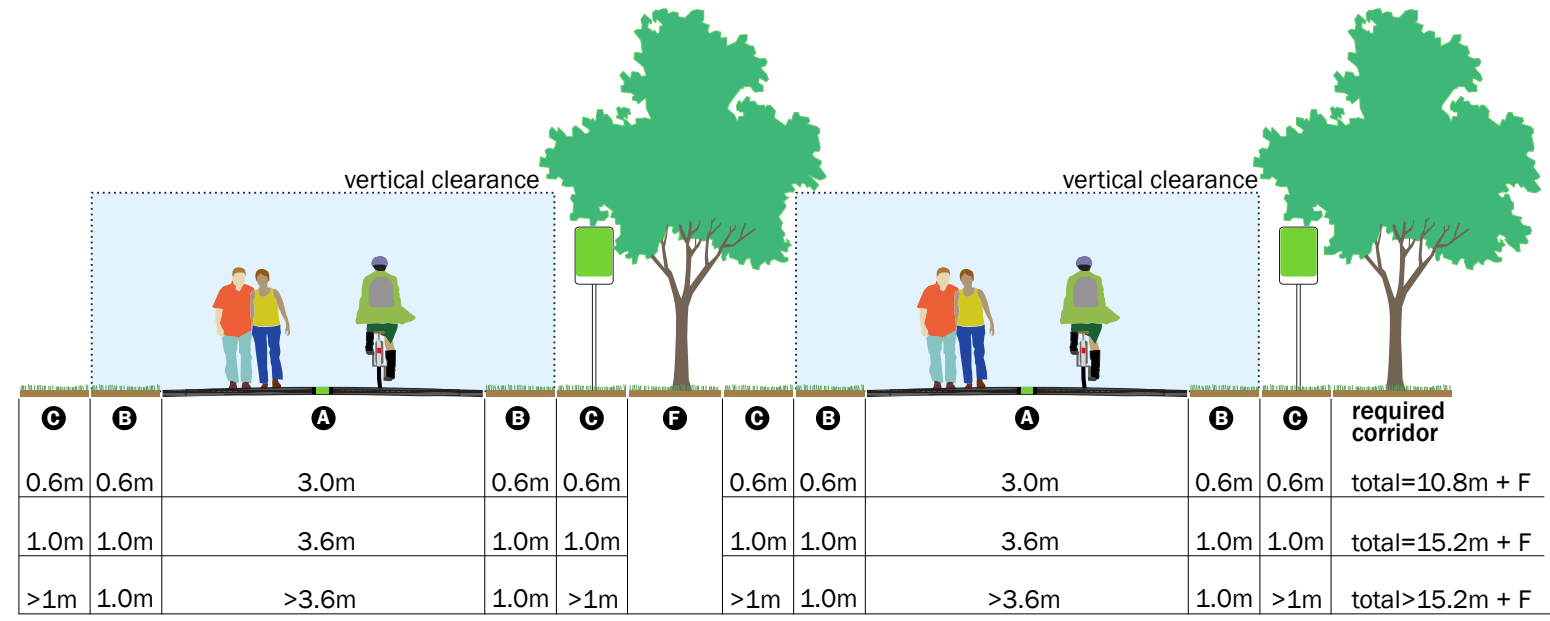 vertical clearance vertical clearance
C B A B C F C B A B C required
corridor
0.6m 0.6m 3.0m 0.6m 0.6m 0.6m 0.6m 3.0m 0.6m 0.6m total=10.8m + F
1.0m 1.0m 3.6m 1.0m 1.0m 1.0m 1.0m 3.6m 1.0m 1.0m total=15.2m + F
>1m 1.0m >3.6m 1.0m >1m >1m 1.0m >3.6m 1.0m >1m total>15.2m + F